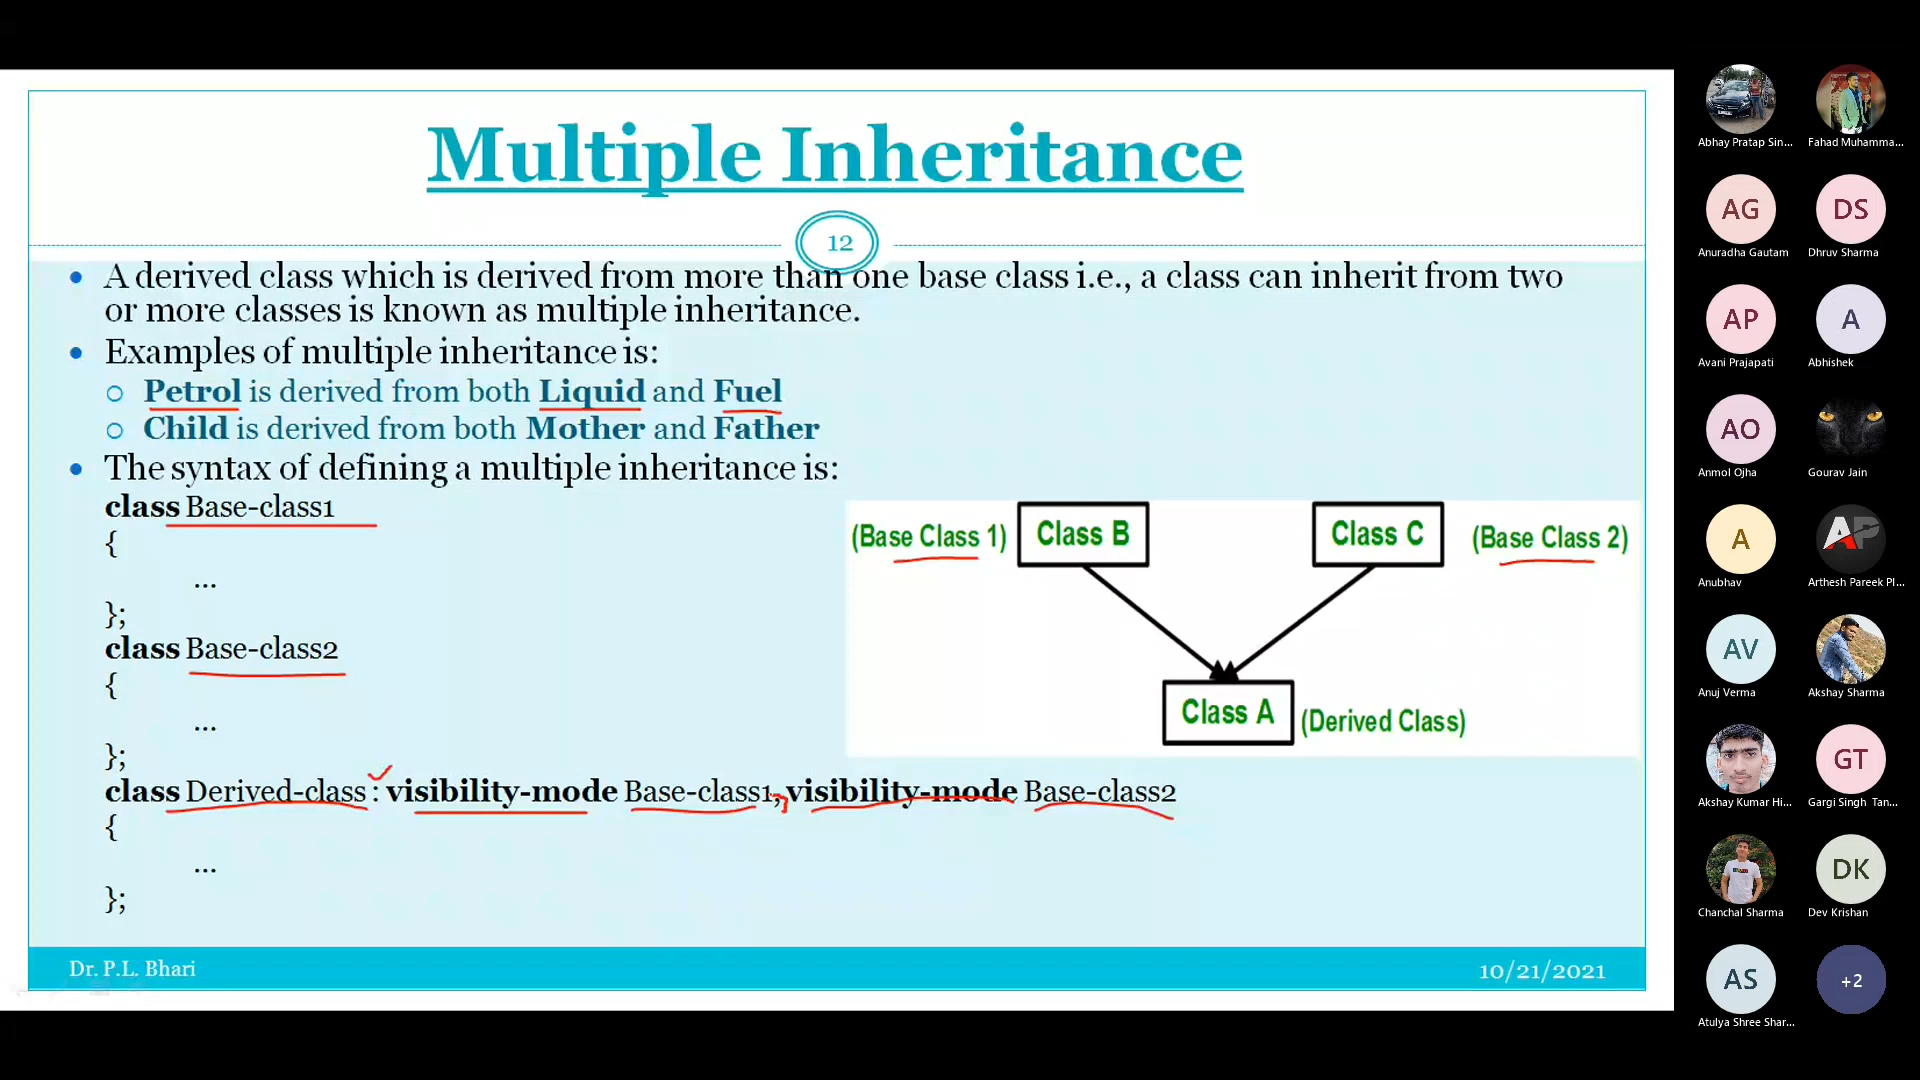 Multiple Inheritance
12
• A derived class which is derived from more than one base class i.e., a class can inherit from two
or more classes is known as multiple inheritance.
• Examples of multiple inheritance is:
Petrol is derived from both Liquid and Fuel
Child is derived from both Mother and Father
• The syntax of defining a multiple inheritance is:
class Base-class1
{
...
};
class Base-class2
{
...
};
class Derived-class : visibility-mode Base-class1, visibility-mode Base-class2
{
...
};
(Base Class 1) Class B
Class C (Base Class 2)
Class A (Derived Class)
Dr. P.L. Bhari
10/21/2021
Abhay Pratap Sin...
Fahad Muhamma...
AG
Anuradha Gautam
DS
Dhruv Sharma
AP
Avani Prajapati
A
Abhishek
AO
Anmol Ojha
Gourav Jain
A
Anubhav
AP
Arthesh Pareek Pl...
AV
Anuj Verma
Akshay Sharma
Akshay Kumar Hi...
GT
Gargi Singh Tan...
Chanchal Sharma
DK
Dev Krishan
AS
Atulya Shree Shar...
+2